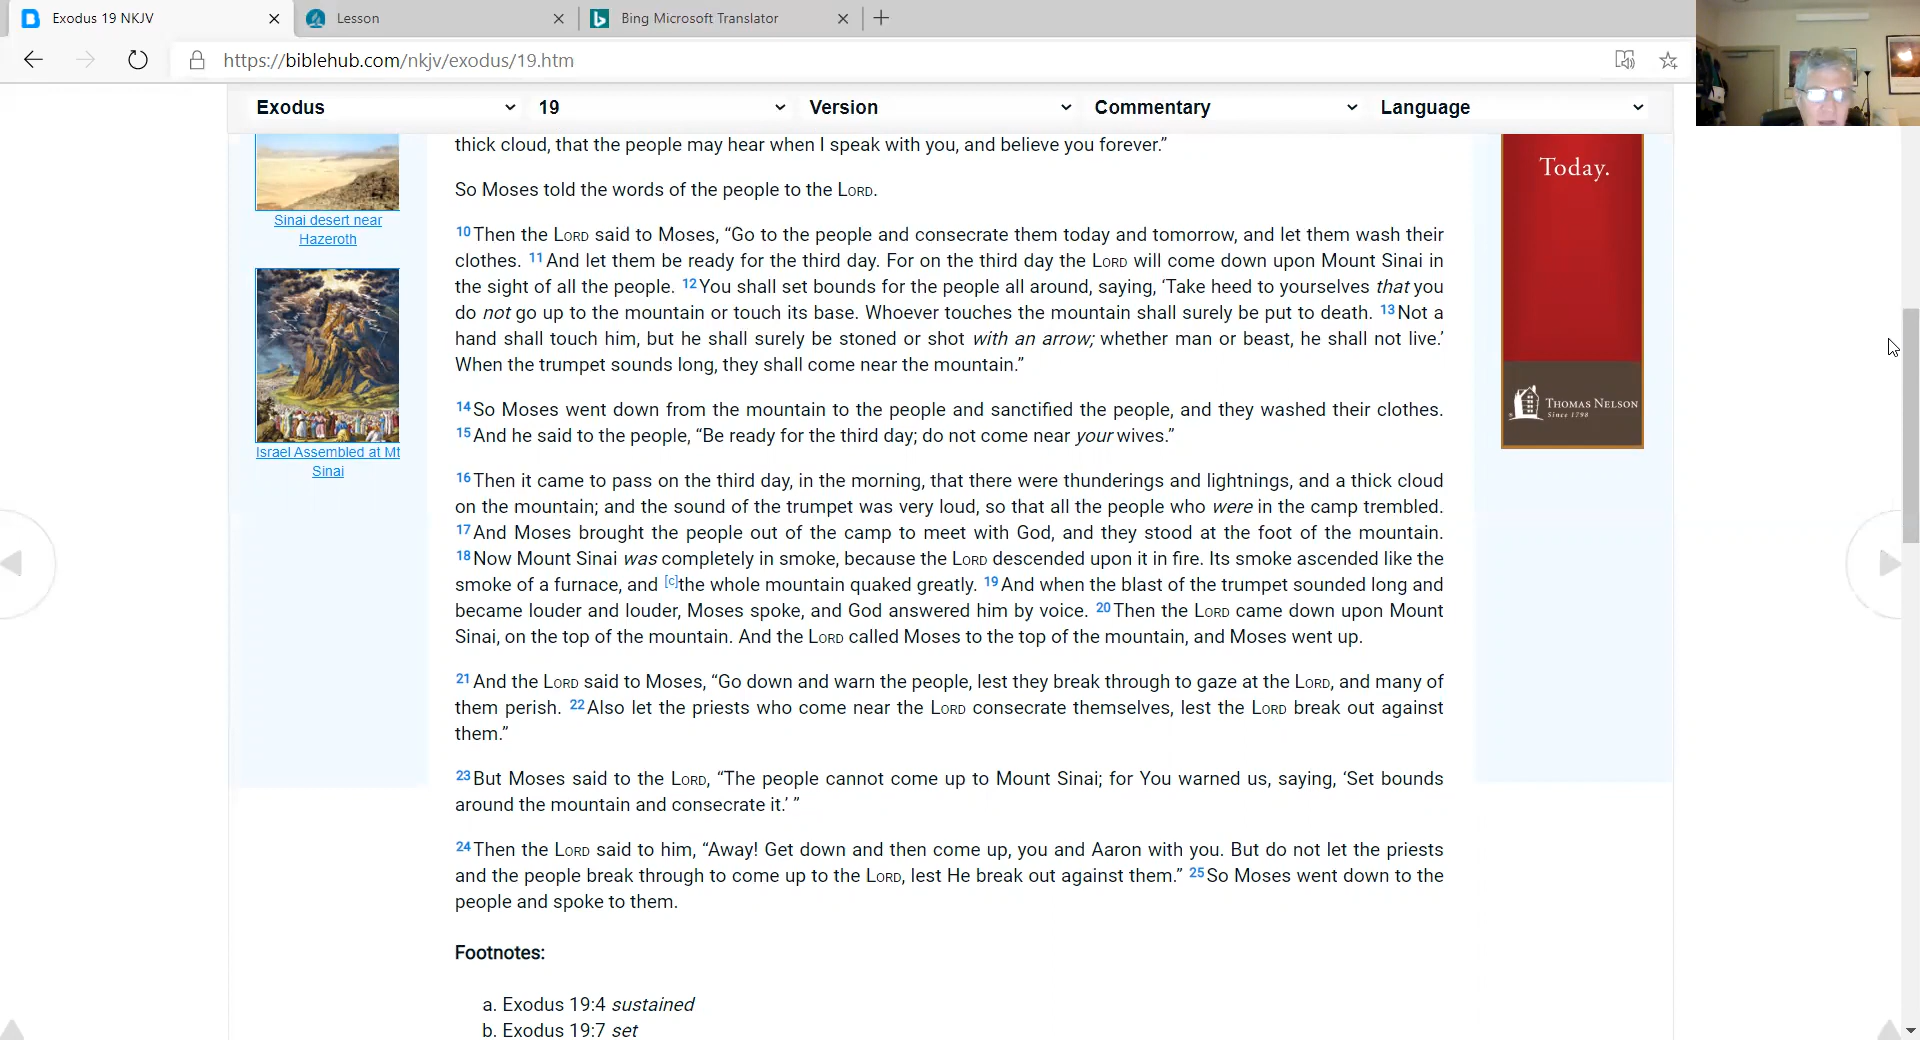 Exodus 19 NKJV
Lesson
Bing Microsoft Translator
https://biblehub.com/nkjv/exodus/19.htm
Exodus 19 Version Commentary Language
Sinai desert near
Hazeroth
Israel Assembled at Mt
Sinai
thick cloud, that the people may hear when I speak with you, and believe you forever.”
So Moses told the words of the people to the LORD.
10 Then the LORD said to Moses, “Go to the people and consecrate them today and tomorrow, and let them wash their
clothes. 11 And let them be ready for the third day. For on the third day the LORD will come down upon Mount Sinai in
the sight of all the people. 12 You shall set bounds for the people all around, saying, ‘Take heed to yourselves that you
do not go up to the mountain or touch its base. Whoever touches the mountain shall surely be put to death. 13 Not a
hand shall touch him, but he shall surely be stoned or shot with an arrow; whether man or beast, he shall not live.’
When the trumpet sounds long, they shall come near the mountain.”
14 So Moses went down from the mountain to the people and sanctified the people, and they washed their clothes.
15 And he said to the people, “Be ready for the third day; do not come near your wives.”
16 Then it came to pass on the third day, in the morning, that there were thunderings and lightnings, and a thick cloud
on the mountain; and the sound of the trumpet was very loud, so that all the people who were in the camp trembled.
17 And Moses brought the people out of the camp to meet with God, and they stood at the foot of the mountain.
18 Now Mount Sinai was completely in smoke, because the LORD descended upon it in fire. Its smoke ascended like the
smoke of a furnace, and [c]the whole mountain quaked greatly. 19 And when the blast of the trumpet sounded long and
became louder and louder, Moses spoke, and God answered him by voice. 20 Then the LORD came down upon Mount
Sinai, on the top of the mountain. And the LORD called Moses to the top of the mountain, and Moses went up.
21 And the LORD said to Moses, “Go down and warn the people, lest they break through to gaze at the LORD, and many of
them perish. 22 Also let the priests who come near the LORD consecrate themselves, lest the LORD break out against
them.”
23 But Moses said to the LORD, “The people cannot come up to Mount Sinai; for You warned us, saying, ‘Set bounds
around the mountain and consecrate it.’ ”
24 Then the LORD said to him, “Away! Get down and then come up, you and Aaron with you. But do not let the priests
and the people break through to come up to the LORD, lest He break out against them.” 25 So Moses went down to the
people and spoke to them.
Footnotes:
a. Exodus 19:4 sustained
b. Exodus 19:7 set
Today.
THOMAS NELSON
Since 1798